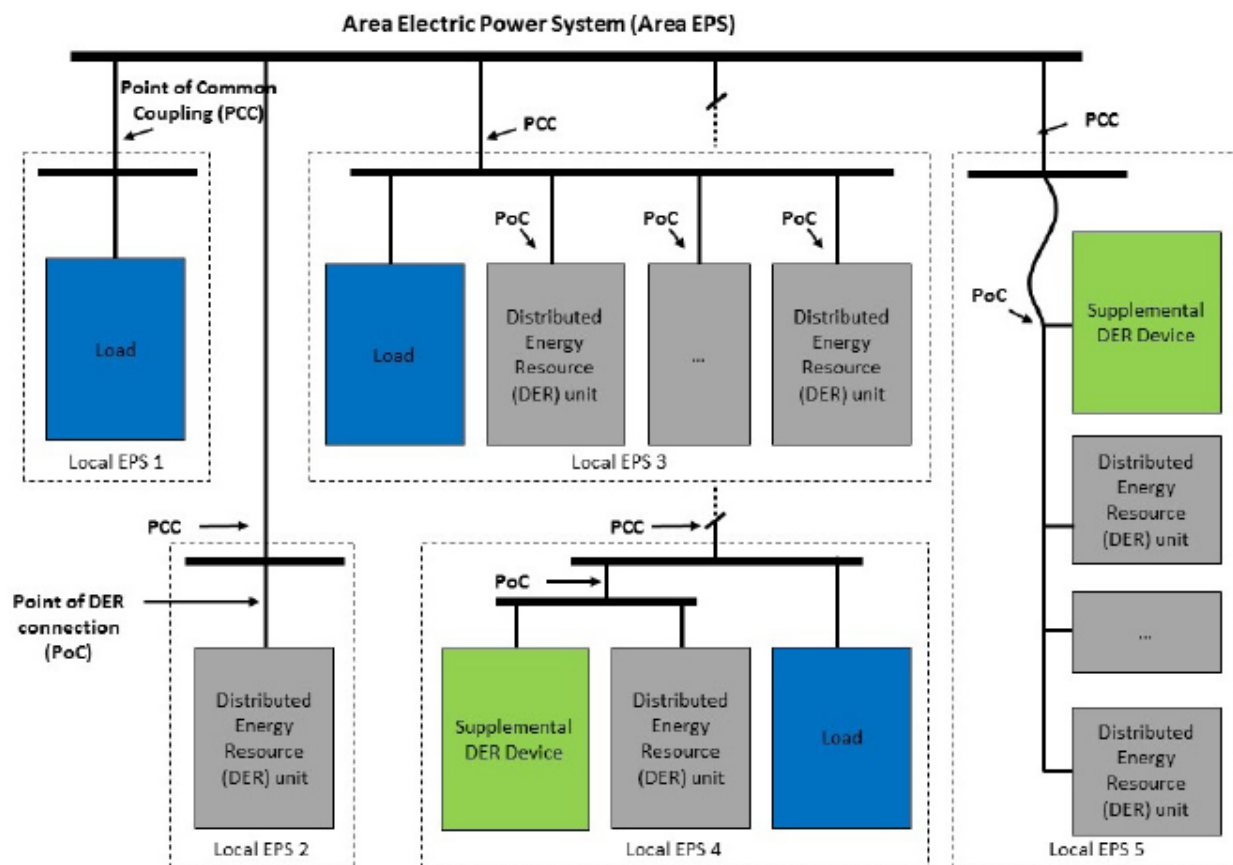 Area Electric Power System (Area EPS)
Point of Common
Coupling (PCC)
PCC
PCC
PoC
PoC
PoC
PoC
Load
Load
Distributed
Energy
Resource
(DER) unit
...
Distributed
Energy
Resource
(DER) unit
Supplemental
DER Device
Local EPS 1
Local EPS 3
Distributed
Energy
Resource
(DER) unit
...
Distributed
Energy
Resource
(DER) unit
PCC
PCC
Point of DER
connection
(PoC)
PoC
Distributed
Energy
Resource
(DER) unit
Supplemental
DER Device
Distributed
Energy
Resource
(DER) unit
Load
Local EPS 2
Local EPS 4
Local EPS 5